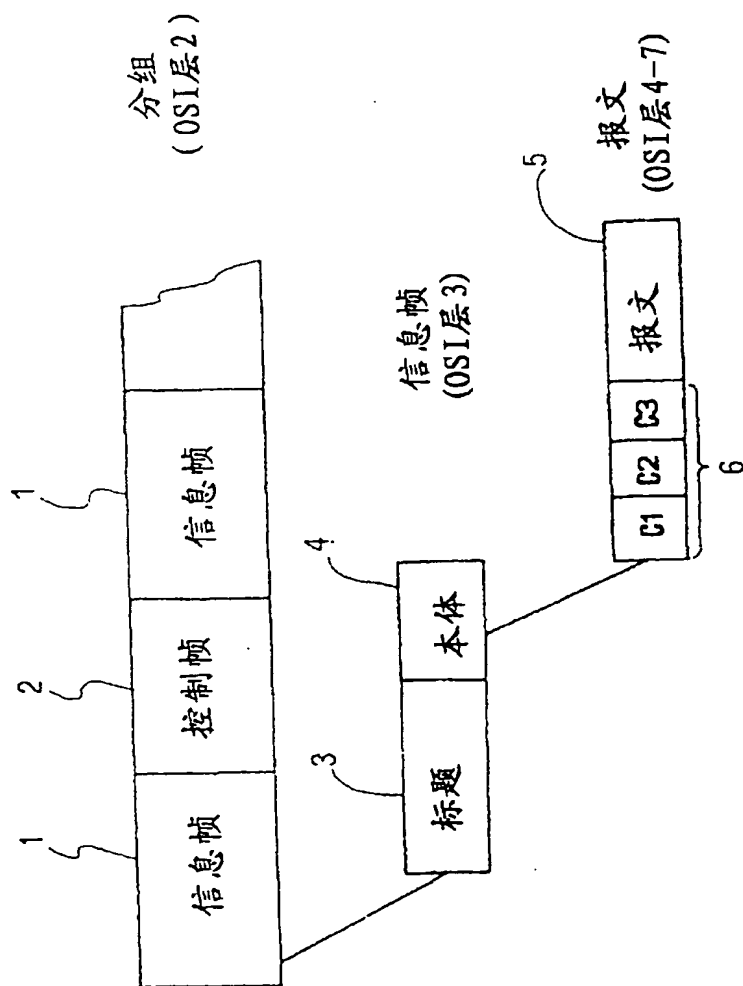 1
2
1
信息帧
控制帧
信息帧
分组
(OSI层2)
3
4
标题
本体
信息帧
(OSI层3)
5
C1
C2
C3
报文
6
报文
(OSI层4-7)